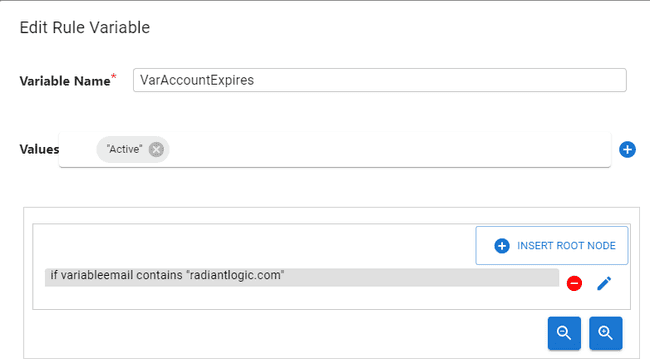 Edit Rule Variable
Variable Name* VarAccountExpires
Values "Active"
INSERT ROOT NODE
if variableemail contains "radiantlogic.com"